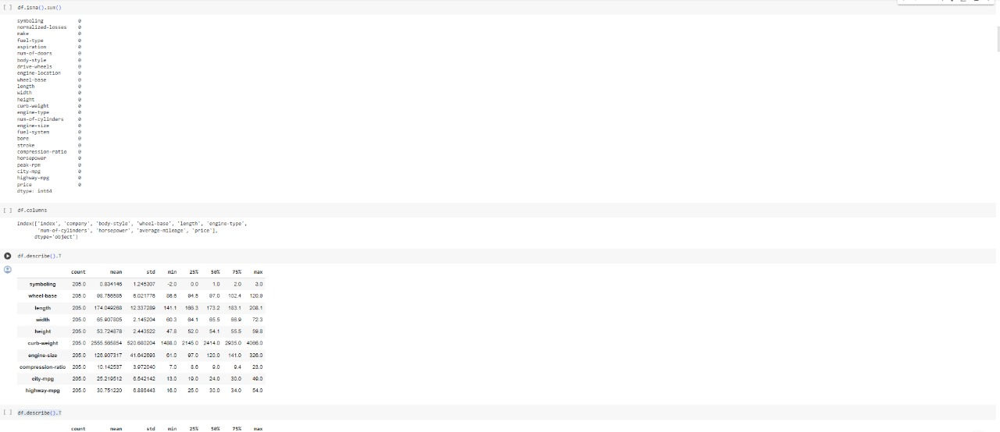 [ ] df.isna().sum()
symboling 0
normalized-losses 0
make 0
fuel-type 0
aspiration 0
num-of-doors 0
body-style 0
drive-wheels 0
engine-location 0
wheel-base 0
length 0
width 0
height 0
curb-weight 0
engine-type 0
num-of-cylinders 0
engine-size 0
fuel-system 0
bore 0
stroke 0
compression-ratio 0
horsepower 0
peak-rpm 0
city-mpg 0
highway-mpg 0
price 0
dtype: int64
[ ] df.columns
Index(['index', 'company', 'body-style', 'wheel-base', 'length', 'engine-type',
'num-of-cylinders', 'horsepower', 'average-mileage', 'price'],
dtype='object')
df.describe().T
count mean std min 25% 50% 75% max
symboling 205.0 0.834146 1.245307 -2.0 0.0 1.0 2.0 3.0
wheel-base 205.0 98.756585 6.021776 86.6 94.5 97.0 102.4 120.9
length 205.0 174.049268 12.337289 141.1 166.3 173.2 183.1 208.1
width 205.0 65.907805 2.145204 60.3 64.1 65.5 66.9 72.3
height 205.0 53.724878 2.443522 47.8 52.0 54.1 55.5 59.8
curb-weight 205.0 2555.565854 520.680204 1488.0 2145.0 2414.0 2935.0 4066.0
engine-size 205.0 126.907317 41.642693 61.0 97.0 120.0 141.0 326.0
compression-ratio 205.0 10.142537 3.972040 7.0 8.6 9.0 9.4 23.0
city-mpg 205.0 25.219512 6.542142 13.0 19.0 24.0 30.0 49.0
highway-mpg 205.0 30.751220 6.886443 16.0 25.0 30.0 34.0 54.0
[ ] df.describe().T
count mean std min 25% 50% 75% max